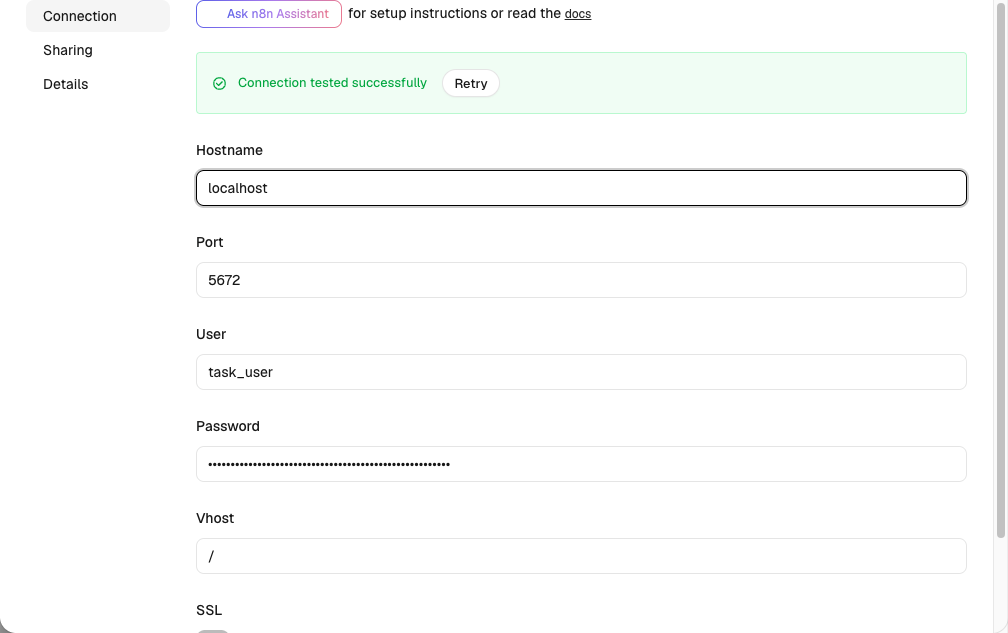 Connection
Ask n8n Assistant for setup instructions or read the docs
Sharing
Details
Connection tested successfully Retry
Hostname
localhost
Port
5672
User
task_user
Password
Vhost
/
SSL